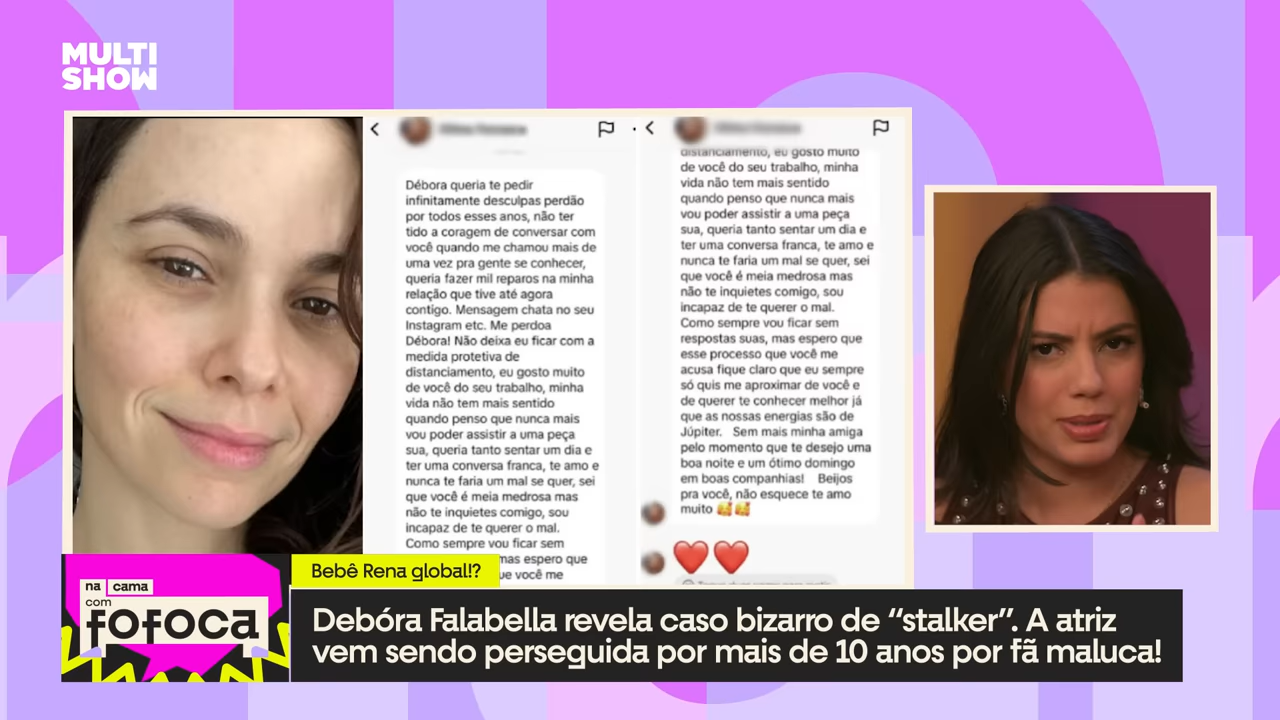 MULTI
SHOW
Débora queria te pedir
infinitamente desculpas perdão
por todos esses anos, não ter
tido a coragem de conversar com
você quando me chamou mais de
uma vez pra gente se conhecer,
queria fazer mil reparos na minha
relação que tive até agora
contigo. Mensagem chata no seu
Instagram etc. Me perdoa
Débora! Não deixa eu ficar com a
medida protetiva de
distanciamento, eu gosto muito
de você do seu trabalho, minha
vida não tem mais sentido
quando penso que nunca mais
vou poder assistir a uma peça
sua, queria tanto sentar um dia e
ter uma conversa franca, te amo e
nunca te faria um mal se quer, sei
que você é meia medrosa mas
não te inquietes comigo, sou
incapaz de te querer o mal.
Como sempre vou ficar sem
mas espero que
ue você me
distanciamento, eu gosto muito
de você do seu trabalho, minha
vida não tem mais sentido
quando penso que nunca mais
vou poder assistir a uma peça
sua, queria tanto sentar um dia e
ter uma conversa franca, te amo e
nunca te faria um mal se quer, sei
que você é meia medrosa mas
não te inquietes comigo, sou
incapaz de te querer o mal.
Como sempre vou ficar sem
respostas suas, mas espero que
esse processo que você me
acusa fique claro que eu sempre
só quis me aproximar de você e
de querer te conhecer melhor já
que as nossas energias são de
Júpiter. Sem mais minha amiga
pelo momento que te desejo uma
boa noite e um ótimo domingo
em boas companhias! Beijos
pra você, não esquece te amo
muito 🥰🥰
❤️❤️
na cama
com
fofoca
Bebê Rena global!?
Debóra Falabella revela caso bizarro de “stalker”. A atriz
vem sendo perseguida por mais de 10 anos por fã maluca!